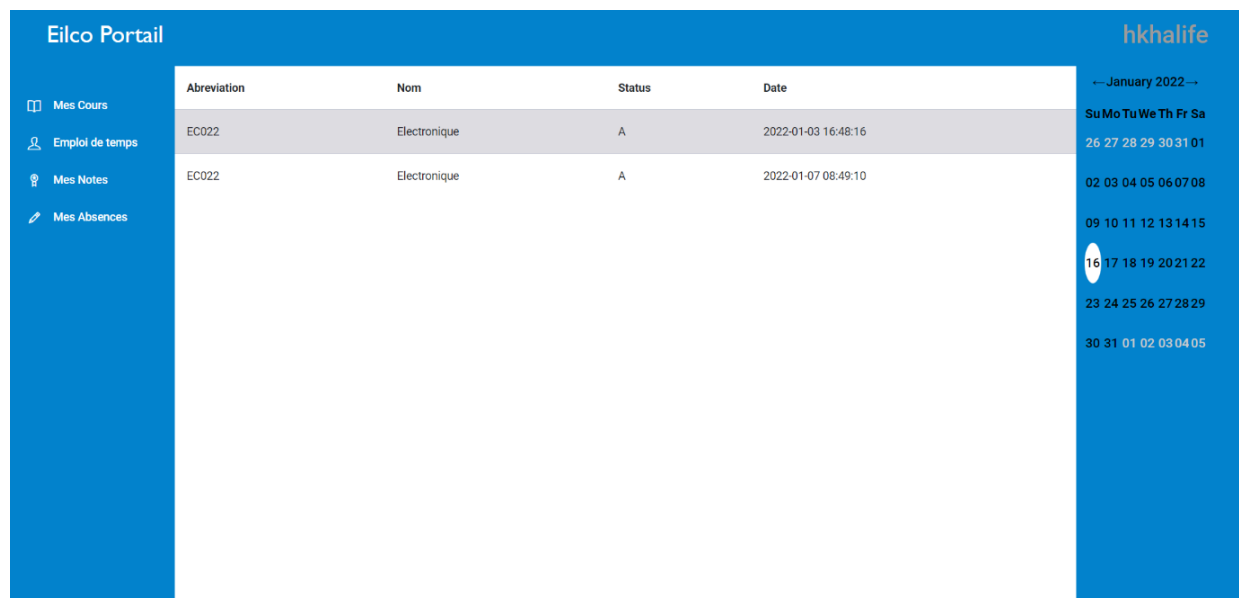 Eilco Portail
hkhalife
Mes Cours
Emploi de temps
Mes Notes
Mes Absences
Abreviation Nom Status Date
EC022 Electronique A 2022-01-03 16:48:16
EC022 Electronique A 2022-01-07 08:49:10
←January 2022→
Su Mo Tu We Th Fr Sa
26 27 28 29 30 31 01
02 03 04 05 06 07 08
09 10 11 12 13 14 15
16 17 18 19 20 21 22
23 24 25 26 27 28 29
30 31 01 02 03 04 05